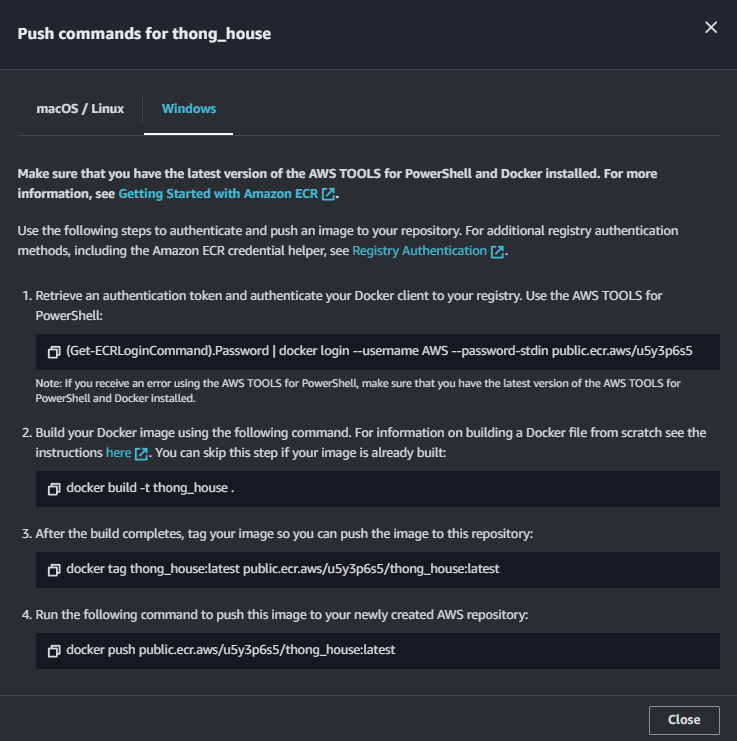 Push commands for thong_house
macOS / Linux
Windows
Make sure that you have the latest version of the AWS TOOLS for PowerShell and Docker installed. For more
information, see Getting Started with Amazon ECR.
Use the following steps to authenticate and push an image to your repository. For additional registry authentication
methods, including the Amazon ECR credential helper, see Registry Authentication.
1. Retrieve an authentication token and authenticate your Docker client to your registry. Use the AWS TOOLS for
PowerShell:
(Get-ECRLoginCommand).Password | docker login --username AWS --password-stdin public.ecr.aws/u5y3p6s5
Note: If you receive an error using the AWS TOOLS for PowerShell, make sure that you have the latest version of the AWS TOOLS for
PowerShell and Docker installed.
2. Build your Docker image using the following command. For information on building a Docker file from scratch see the
instructions here. You can skip this step if your image is already built:
docker build -t thong_house .
3. After the build completes, tag your image so you can push the image to this repository:
docker tag thong_house:latest public.ecr.aws/u5y3p6s5/thong_house:latest
4. Run the following command to push this image to your newly created AWS repository:
docker push public.ecr.aws/u5y3p6s5/thong_house:latest
Close